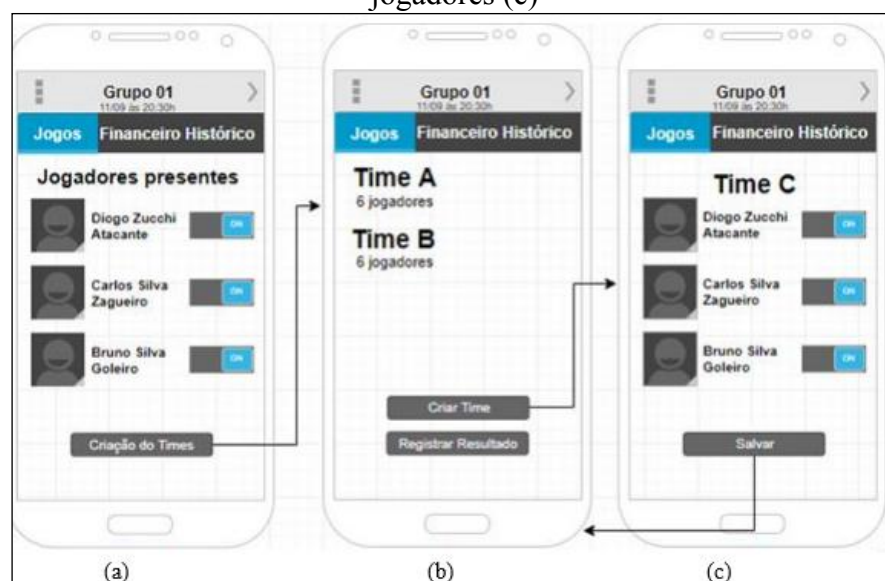 jogadores (c)
Grupo 01
11/09 às 20:30h
Jogos Financeiro Histórico
Jogadores presentes
Diogo Zucchi
Atacante
ON
Carlos Silva
Zagueiro
ON
Bruno Silva
Goleiro
ON
Criação do Times
(a)
Grupo 01
11/09 às 20:30h
Jogos Financeiro Histórico
Time A
6 jogadores
Time B
6 jogadores
Criar Time
Registrar Resultado
(b)
Grupo 01
11/09 às 20:30h
Jogos Financeiro Histórico
Time C
Diogo Zucchi
Atacante
ON
Carlos Silva
Zagueiro
ON
Bruno Silva
Goleiro
ON
Salvar
(c)